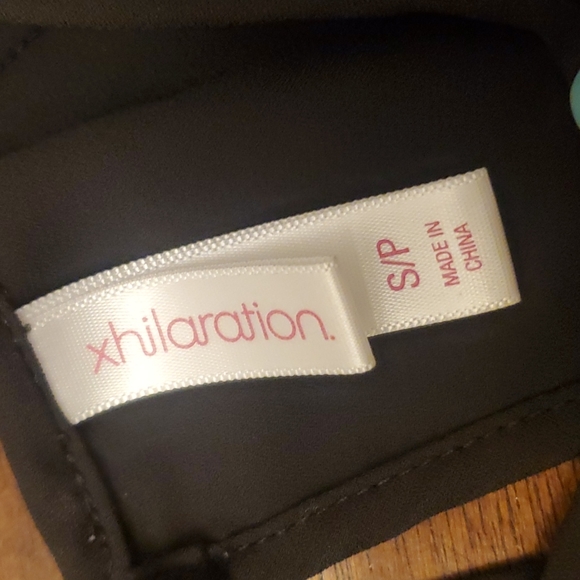 xhilaration.
S/P
MADE IN
CHINA